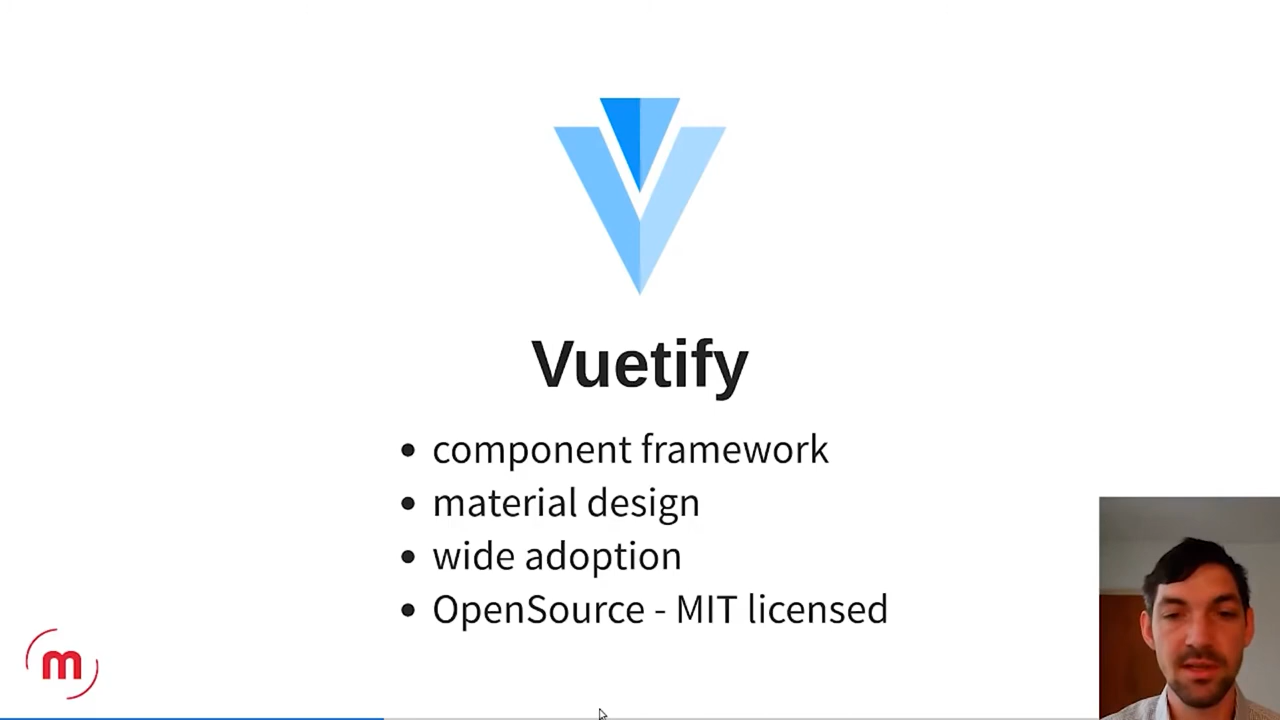 Vuetify
component framework
material design
wide adoption
OpenSource - MIT licensed
m